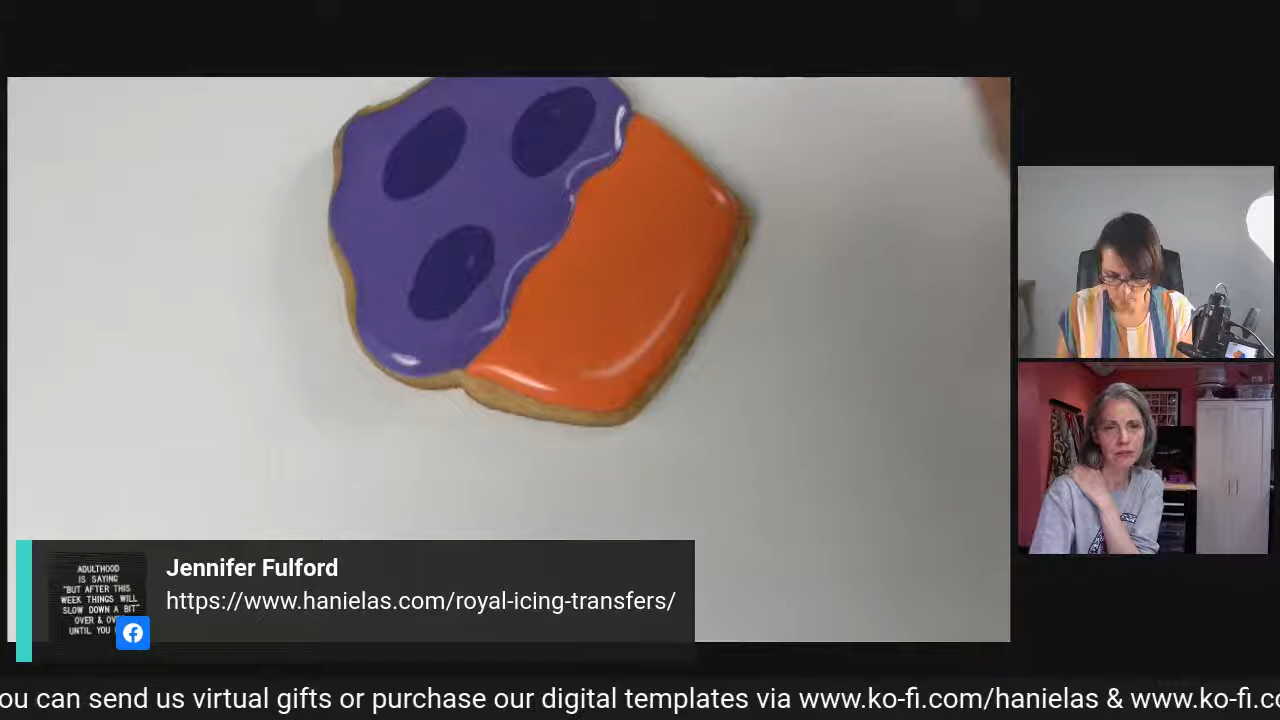 ADULTHOOD
IS SAYING
"BUT AFTER THIS
WEEK THINGS WILL
SLOW DOWN A BIT"
OVER &
UNTIL YOU
Jennifer Fulford
https://www.hanielas.com/royal-icing-transfers/
ou can send us virtual gifts or purchase our digital templates via www.ko-fi.com/hanielas & www.ko-fi.co